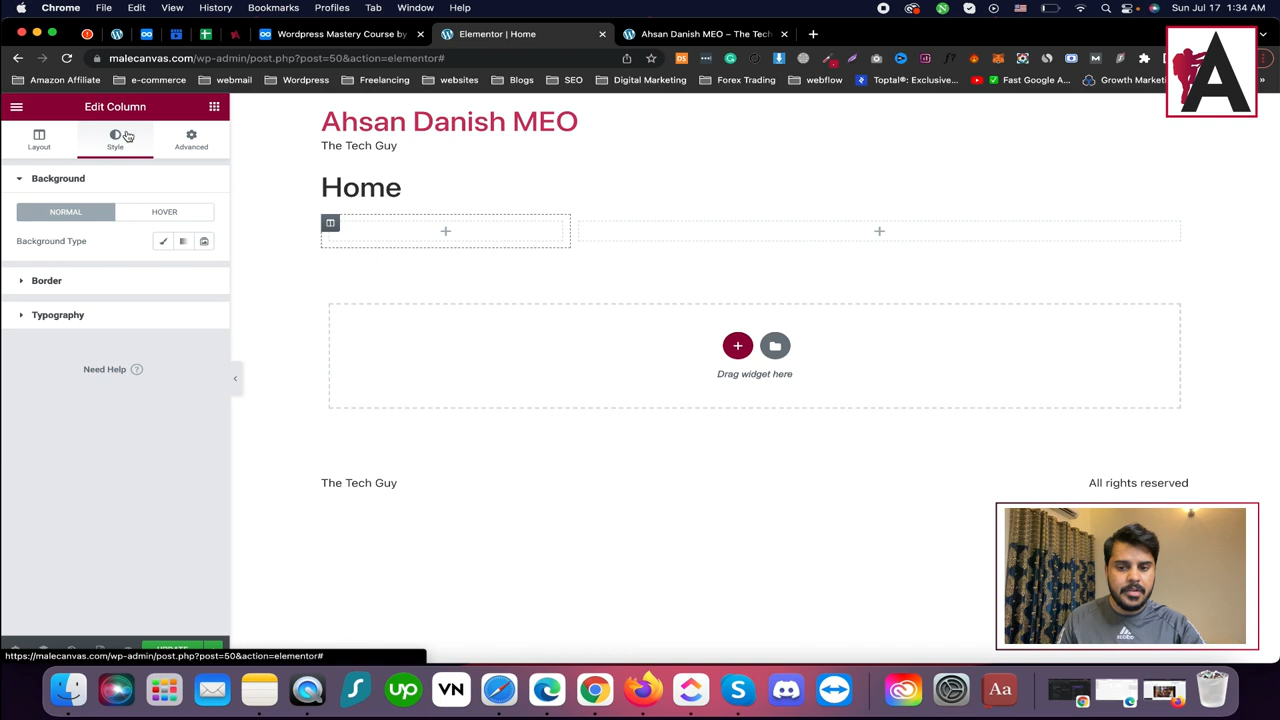 Chrome File Edit View History Bookmarks Profiles Tab Window Help Sun Jul 17 1:34 AM
Wordpress Mastery Course by Elementor | Home Ahsan Danish MEO – The Tech
malecanvas.com/wp-admin/post.php?post=50&action=elementor#
Amazon Affiliate e-commerce webmail Wordpress Freelancing websites Blogs SEO Digital Marketing Forex Trading webflow Toptal®: Exclusive... Fast Google A... Growth Market
Edit Column
Layout Style Advanced
Background
NORMAL HOVER
Background Type
Border
Typography
Need Help
Ahsan Danish MEO
The Tech Guy
Home
Drag widget here
The Tech Guy All rights reserved
UPDATE
https://malecanvas.com/wp-admin/post.php?post=50&action=elementor#
A
up VN Aa